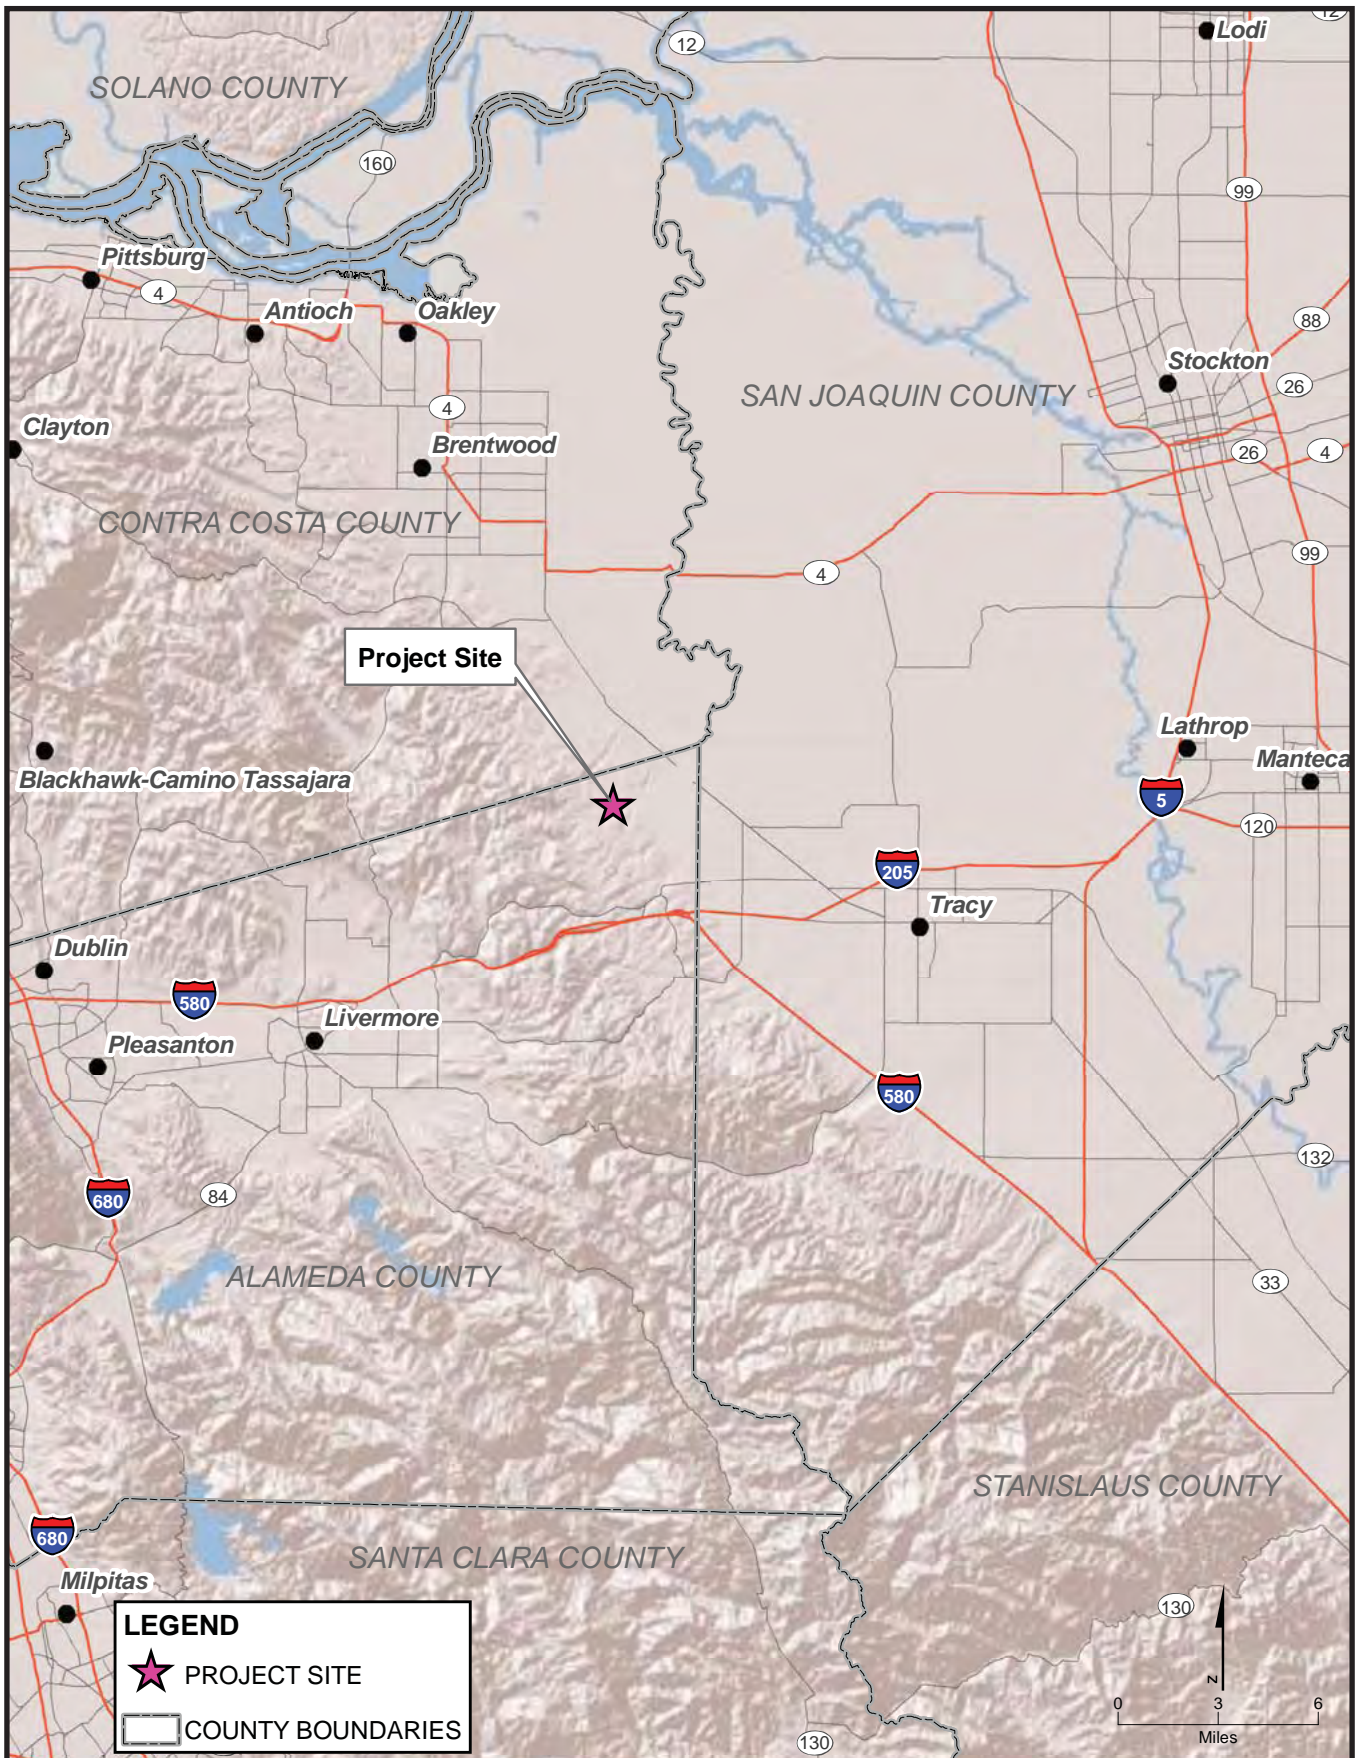 12
12
Lodi
SOLANO COUNTY
160
99
Pittsburg
4
Antioch
Oakley
88
Stockton
26
SAN JOAQUIN COUNTY
4
Clayton
Brentwood
26
4
CONTRA COSTA COUNTY
99
4
Project Site
Lathrop
Manteca
Blackhawk-Camino Tassajara
5
120
205
Tracy
Dublin
580
Livermore
Pleasanton
580
132
680
84
ALAMEDA COUNTY
33
STANISLAUS COUNTY
680
SANTA CLARA COUNTY
Milpitas
130
LEGEND
PROJECT SITE
COUNTY BOUNDARIES
N
0 3 6
Miles
130